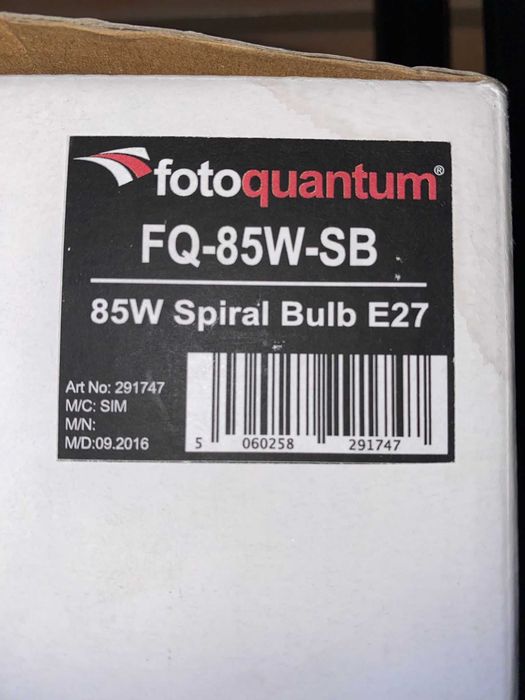 fotoquantum®
FQ-85W-SB
85W Spiral Bulb E27
Art No: 291747
M/C: SIM
M/N:
M/D:09.2016
5 060258 291747